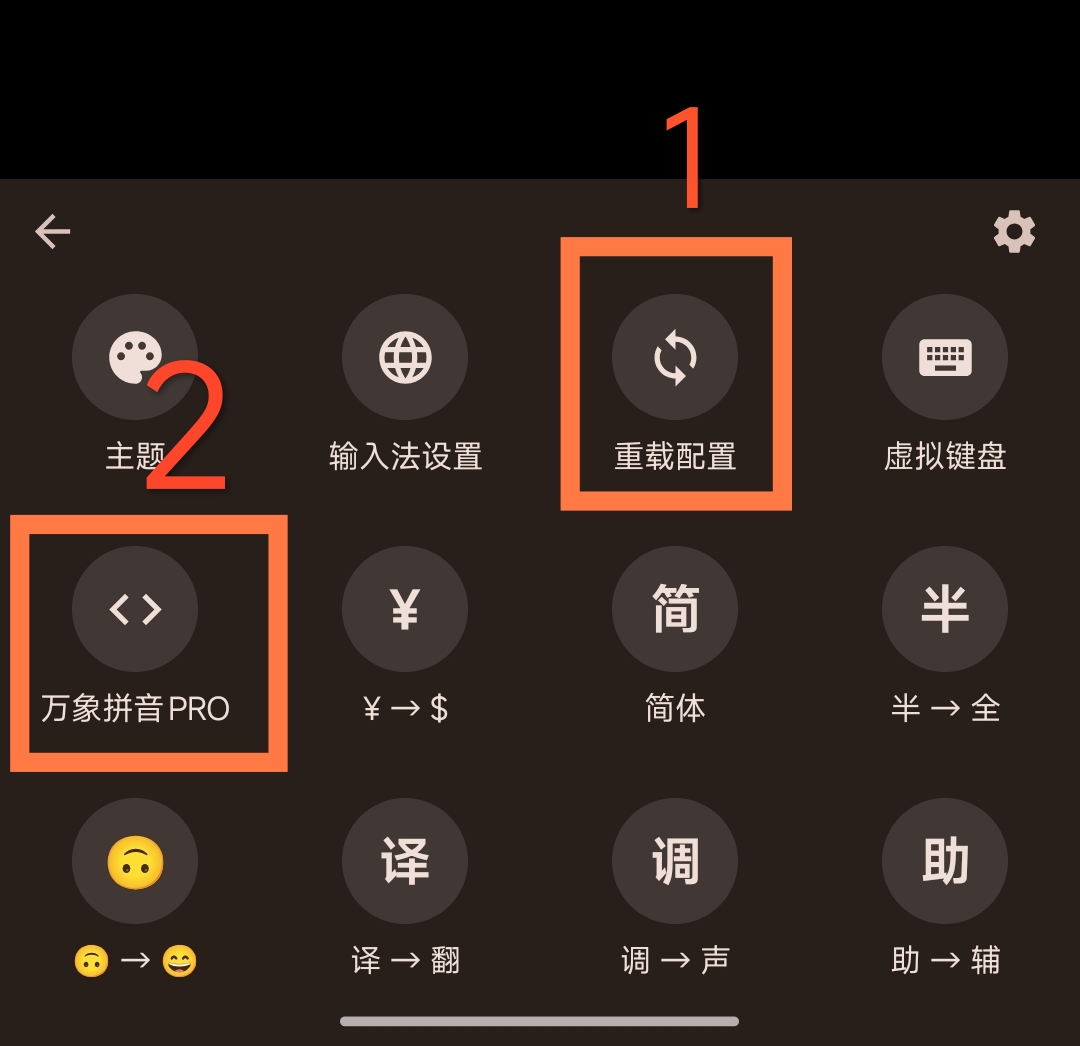 1
主题
输入法设置
重载配置
虚拟键盘
2
¥
简
半
万象拼音PRO
¥ → $
简体
半 → 全
译
调
助
🙃 → 😄
译 → 翻
调 → 声
助 → 辅